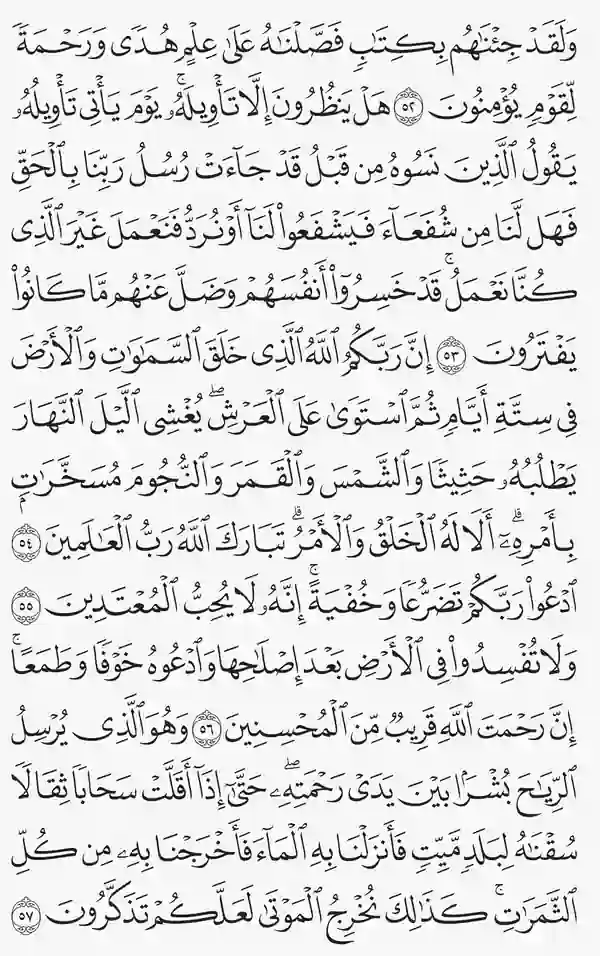 وَلَقَدْ جِئْنَٰهُم بِكِتَٰبٍ فَصَّلْنَٰهُ عَلَىٰ عِلْمٍ هُدًى وَرَحْمَةً
لِّقَوْمٍ يُؤْمِنُونَ ٥٢ هَلْ يَنظُرُونَ إِلَّا تَأْوِيلَهُۥ ۚ يَوْمَ يَأْتِى تَأْوِيلُهُۥ
يَقُولُ ٱلَّذِينَ نَسُوهُ مِن قَبْلُ قَدْ جَآءَتْ رُسُلُ رَبِّنَا بِٱلْحَقِّ
فَهَل لَّنَا مِن شُفَعَآءَ فَيَشْفَعُوا۟ لَنَآ أَوْ نُرَدُّ فَنَعْمَلَ غَيْرَ ٱلَّذِى
كُنَّا نَعْمَلُ ۚ قَدْ خَسِرُوٓا۟ أَنفُسَهُمْ وَضَلَّ عَنْهُم مَّا كَانُوا۟
يَفْتَرُونَ ٥٣ إِنَّ رَبَّكُمُ ٱللَّهُ ٱلَّذِى خَلَقَ ٱلسَّمَٰوَٰتِ وَٱلْأَرْضَ
فِى سِتَّةِ أَيَّامٍ ثُمَّ ٱسْتَوَىٰ عَلَى ٱلْعَرْشِ ۖ يُغْشِى ٱلَّيْلَ ٱلنَّهَارَ
يَطْلُبُهُۥ حَثِيثًا وَٱلشَّمْسَ وَٱلْقَمَرَ وَٱلنُّجُومَ مُسَخَّرَٰتٍۭ
بِأَمْرِهِۦٓ ۗ أَلَا لَهُ ٱلْخَلْقُ وَٱلْأَمْرُ ۗ تَبَارَكَ ٱللَّهُ رَبُّ ٱلْعَٰلَمِينَ ٥٤
ٱدْعُوا۟ رَبَّكُمْ تَضَرُّعًا وَخُفْيَةً ۚ إِنَّهُۥ لَا يُحِبُّ ٱلْمُعْتَدِينَ ٥٥
وَلَا تُفْسِدُوا۟ فِى ٱلْأَرْضِ بَعْدَ إِصْلَٰحِهَا وَٱدْعُوهُ خَوْفًا وَطَمَعًا ۚ
إِنَّ رَحْمَتَ ٱللَّهِ قَرِيبٌ مِّنَ ٱلْمُحْسِنِينَ ٥٦ وَهُوَ ٱلَّذِى يُرْسِلُ
ٱلرِّيَٰحَ بُشْرًۢا بَيْنَ يَدَىْ رَحْمَتِهِۦ ۖ حَتَّىٰٓ إِذَآ أَقَلَّتْ سَحَابًا ثِقَالًا
سُقْنَٰهُ لِبَلَدٍ مَّيِّتٍ فَأَنزَلْنَا بِهِ ٱلْمَآءَ فَأَخْرَجْنَا بِهِۦ مِن كُلِّ
ٱلثَّمَرَٰتِ ۚ كَذَٰلِكَ نُخْرِجُ ٱلْمَوْتَىٰ لَعَلَّكُمْ تَذَكَّرُونَ ٥٧